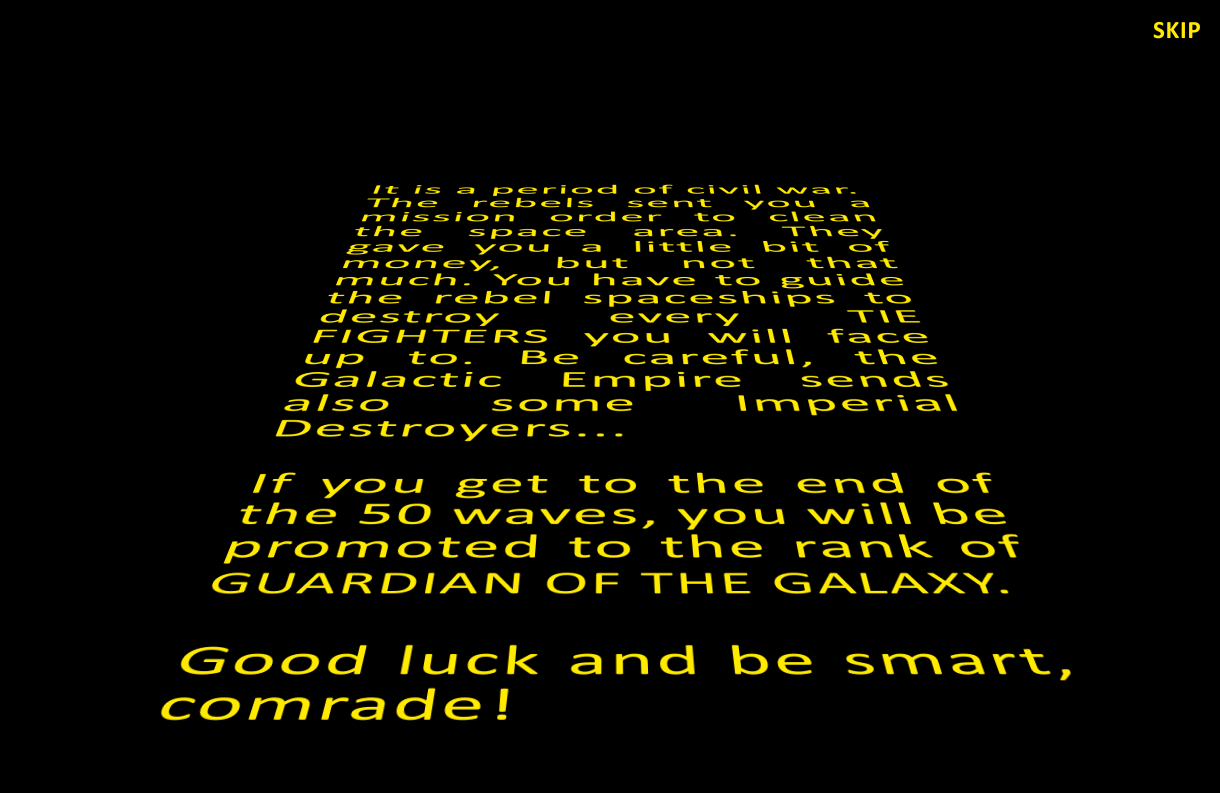 SKIP
It is a period of civil war.
The rebels sent you a
mission order to clean
the space area. They
gave you a little bit of
money, but not that
much. You have to guide
the rebel spaceships to
destroy every TIE
FIGHTERS you will face
up to. Be careful, the
Galactic Empire sends
also some Imperial
Destroyers...
If you get to the end of
the 50 waves, you will be
promoted to the rank of
GUARDIAN OF THE GALAXY.
Good luck and be smart,
comrade!